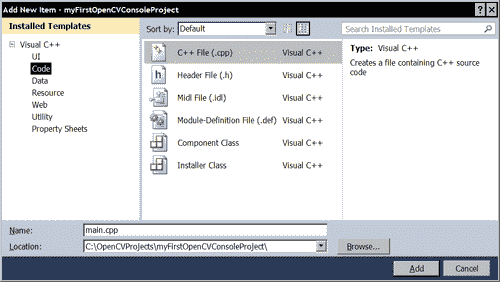 Add New Item - myFirstOpenCVConsoleProject
Installed Templates
Visual C++
UI
Code
Data
Resource
Web
Utility
Property Sheets
Sort by: Default
C++ File (.cpp) Visual C++
Header File (.h) Visual C++
Midl File (.idl) Visual C++
Module-Definition File (.def) Visual C++
Component Class Visual C++
Installer Class Visual C++
Search Installed Templates
Type: Visual C++
Creates a file containing C++ source
code
Name: main.cpp
Location: C:\OpenCVProjects\myFirstOpenCVConsoleProject\ Browse...
Add Cancel